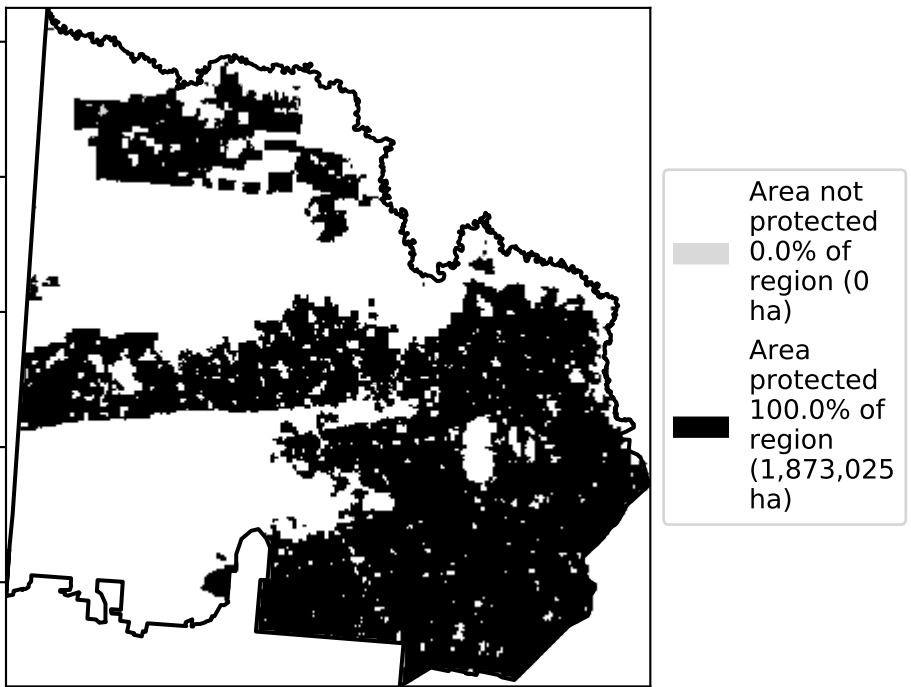 Area not
protected
0.0% of
region (0
ha)
Area
protected
100.0% of
region
(1,873,025
ha)